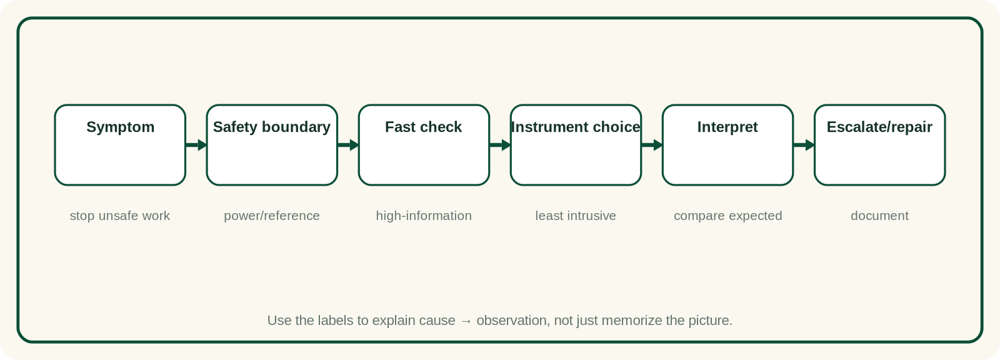 Symptom
Safety boundary
Fast check
Instrument choice
Interpret
Escalate/repair
stop unsafe work
power/reference
high-information
least intrusive
compare expected
document
Use the labels to explain cause → observation, not just memorize the picture.